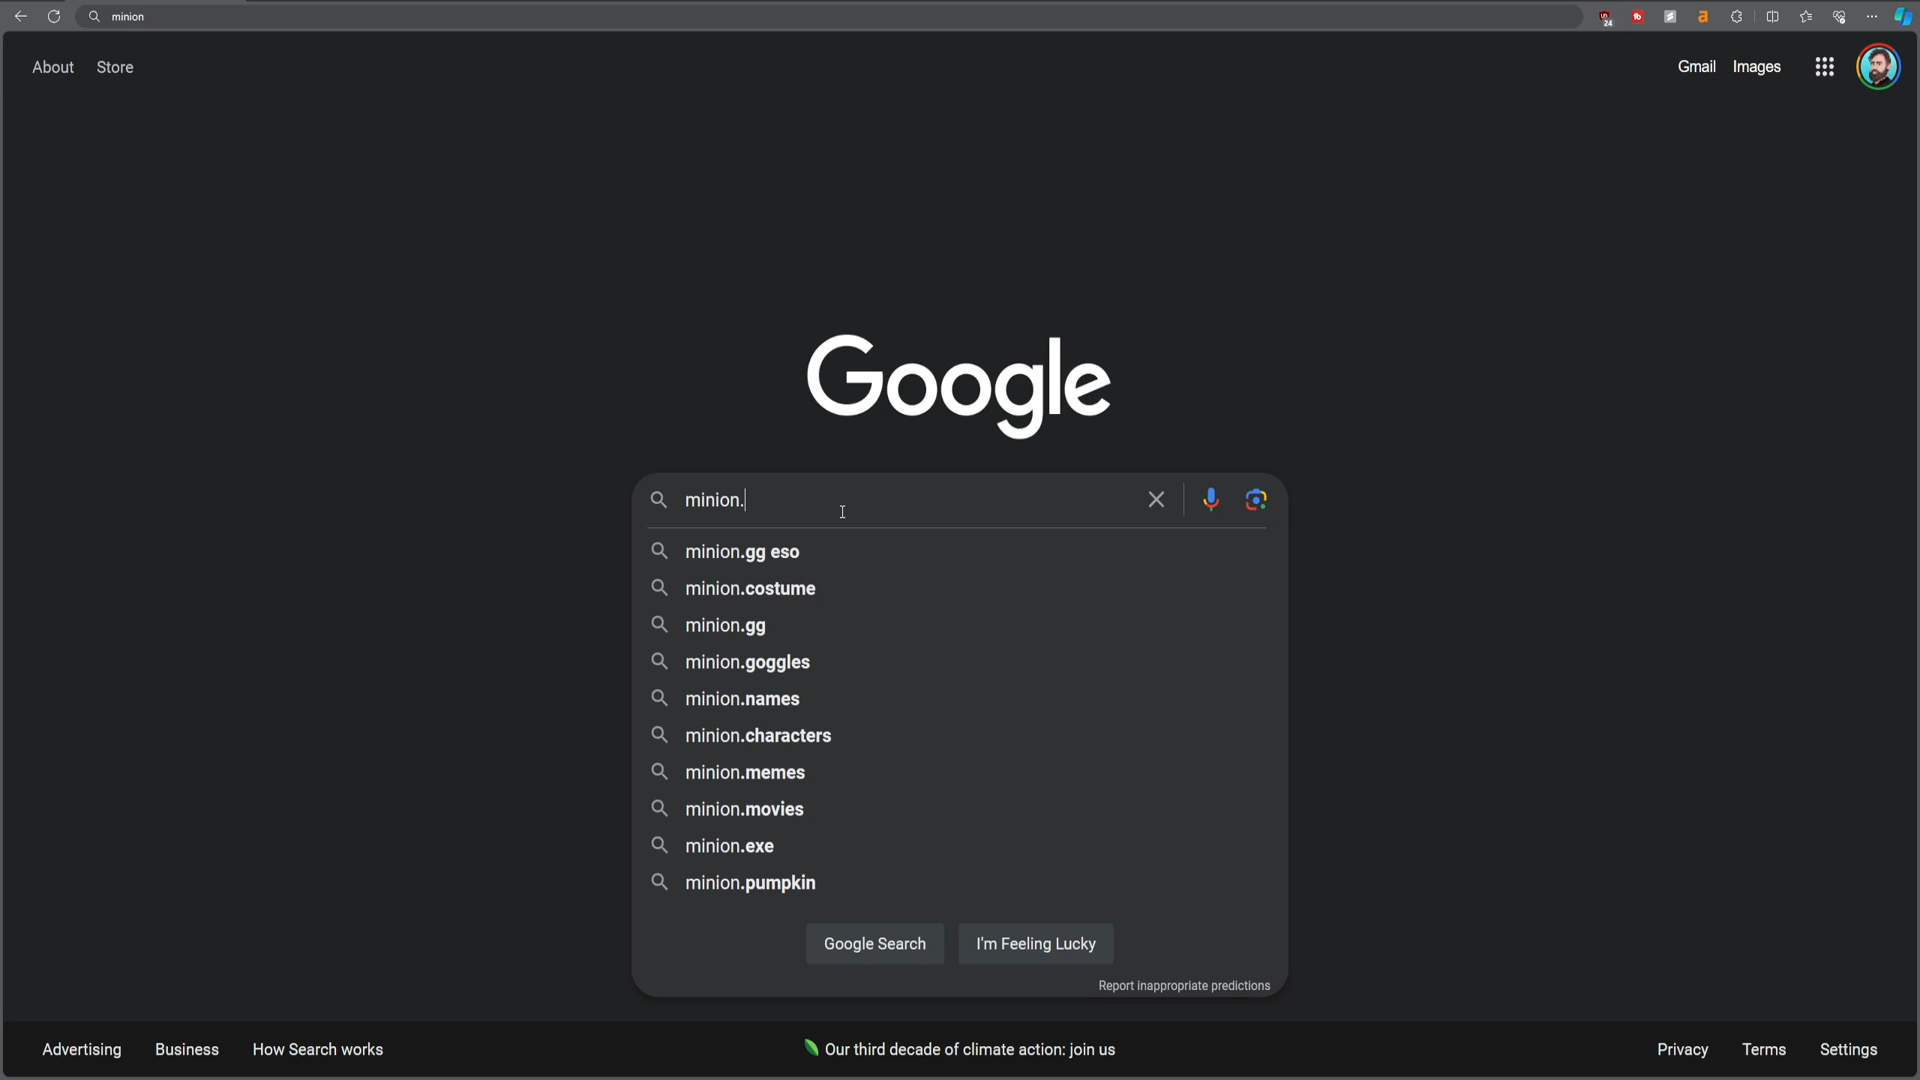 minion
24
About Store
Gmail Images
Google
minion.
minion.gg eso
minion.costume
minion.gg
minion.goggles
minion.names
minion.characters
minion.memes
minion.movies
minion.exe
minion.pumpkin
Google Search I'm Feeling Lucky
Report inappropriate predictions
Advertising Business How Search works
Our third decade of climate action: join us
Privacy Terms Settings